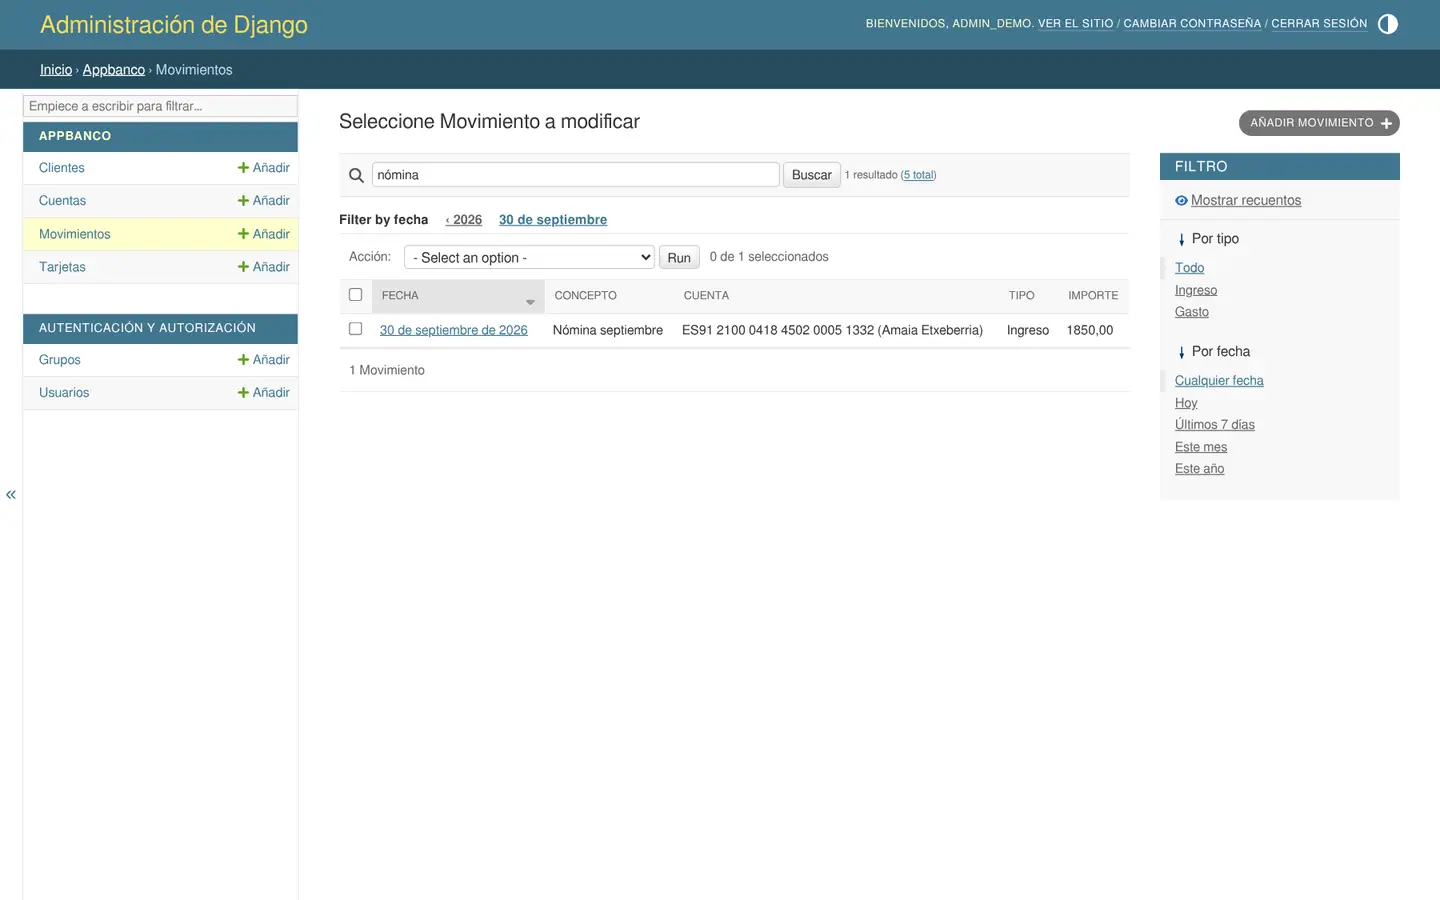 Administración de Django
BIENVENIDOS, ADMIN_DEMO. VER EL SITIO / CAMBIAR CONTRASEÑA / CERRAR SESIÓN
Inicio › Appbanco › Movimientos
Empiece a escribir para filtrar...
APPBANCO
Clientes Añadir
Cuentas Añadir
Movimientos Añadir
Tarjetas Añadir
AUTENTICACIÓN Y AUTORIZACIÓN
Grupos Añadir
Usuarios Añadir
«
Seleccione Movimiento a modificar
AÑADIR MOVIMIENTO
nómina Buscar 1 resultado (5 total)
Filter by fecha ‹ 2026 30 de septiembre
Acción: - Select an option - Run 0 de 1 seleccionados
FECHA CONCEPTO CUENTA TIPO IMPORTE
30 de septiembre de 2026 Nómina septiembre ES91 2100 0418 4502 0005 1332 (Amaia Etxeberria) Ingreso 1850,00
1 Movimiento
FILTRO
Mostrar recuentos
↓ Por tipo
Todo
Ingreso
Gasto
↓ Por fecha
Cualquier fecha
Hoy
Últimos 7 días
Este mes
Este año